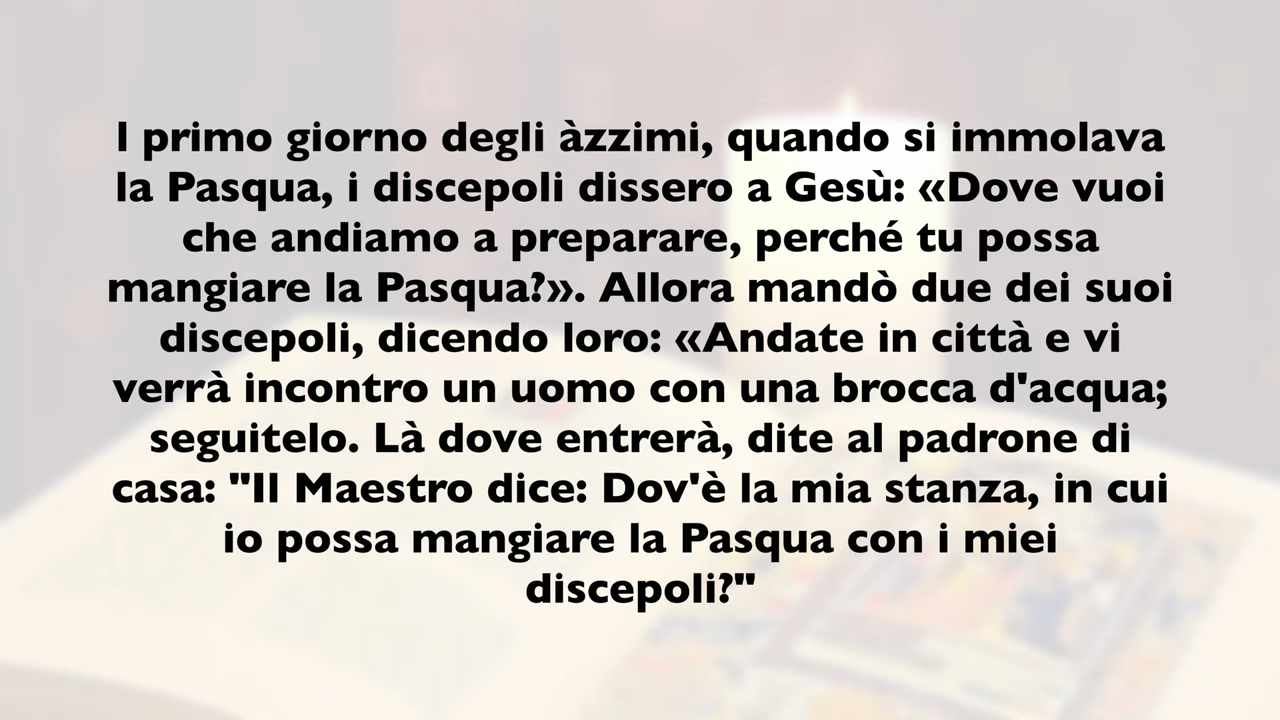 I primo giorno degli àzzimi, quando si immolava
la Pasqua, i discepoli dissero a Gesù: «Dove vuoi
che andiamo a preparare, perché tu possa
mangiare la Pasqua?». Allora mandò due dei suoi
discepoli, dicendo loro: «Andate in città e vi
verrà incontro un uomo con una brocca d'acqua;
seguitelo. Là dove entrerà, dite al padrone di
casa: "Il Maestro dice: Dov'è la mia stanza, in cui
io possa mangiare la Pasqua con i miei
discepoli?"